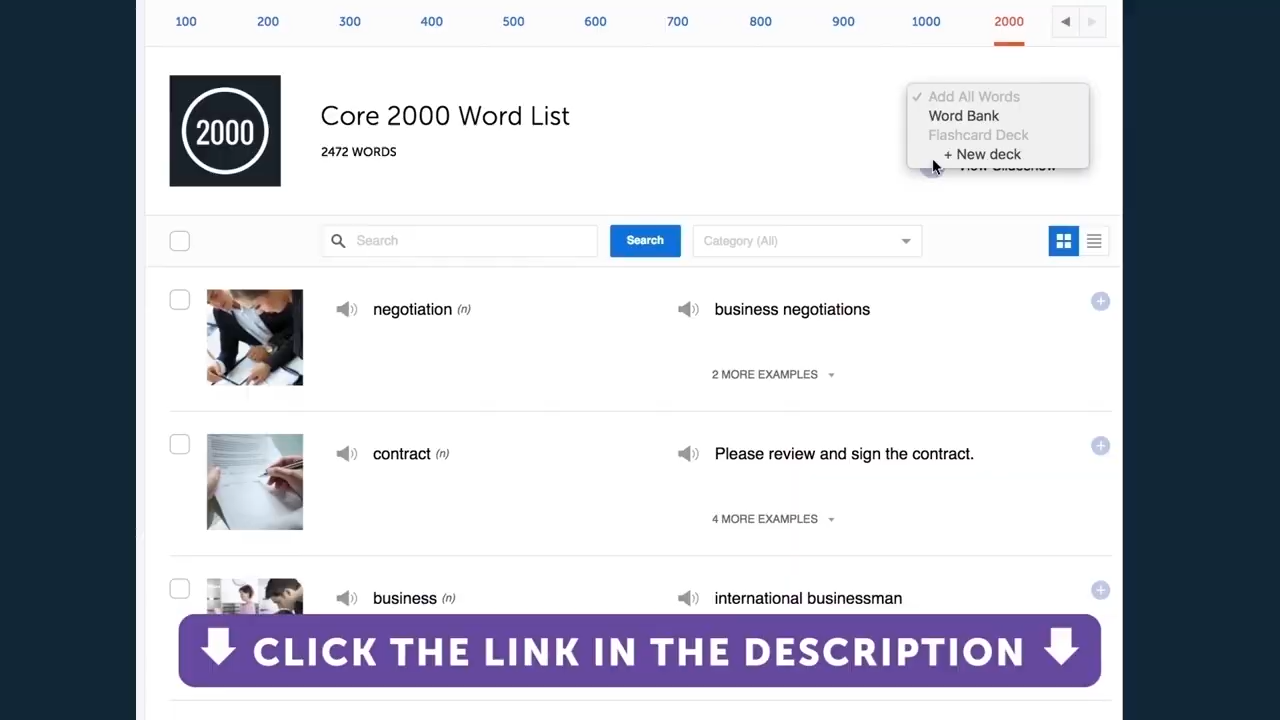 100 200 300 400 500 600 700 800 900 1000 2000
2000
Core 2000 Word List
2472 WORDS
✓ Add All Words
Word Bank
Flashcard Deck
+ New deck
View Slideshow
Search
Search
Category (All)
negotiation (n)
business negotiations
2 MORE EXAMPLES
contract (n)
Please review and sign the contract.
4 MORE EXAMPLES
business (n)
international businessman
CLICK THE LINK IN THE DESCRIPTION